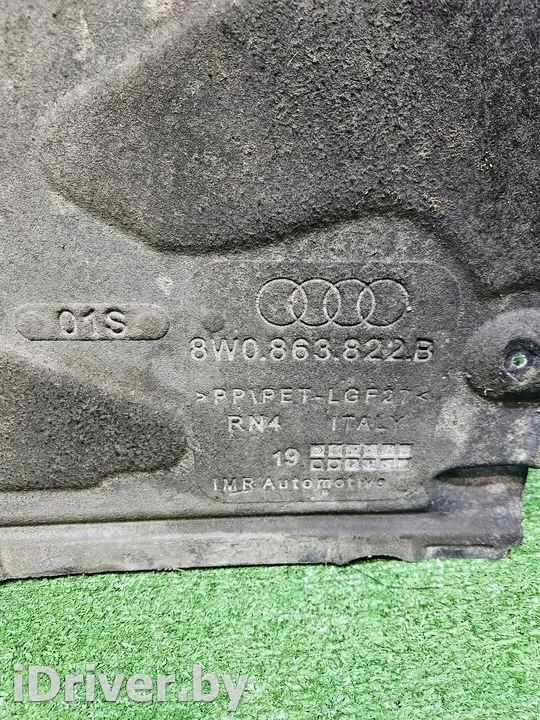 01S
8W0.863.822.B
>PP\PET-LGF27<
RN4 ITALY
19
IMR Automotive
iDriver.by